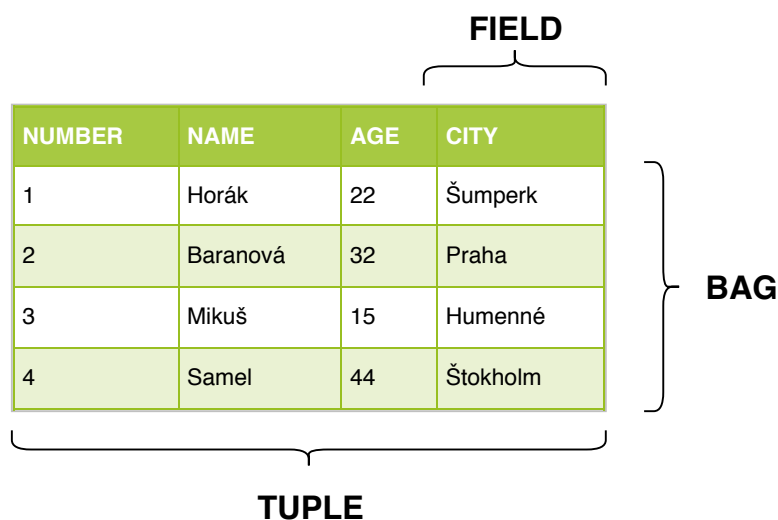 FIELD
NUMBER NAME AGE CITY
1 Horák 22 Šumperk
2 Baranová 32 Praha
BAG
3 Mikuš 15 Humenné
4 Samel 44 Štokholm
TUPLE